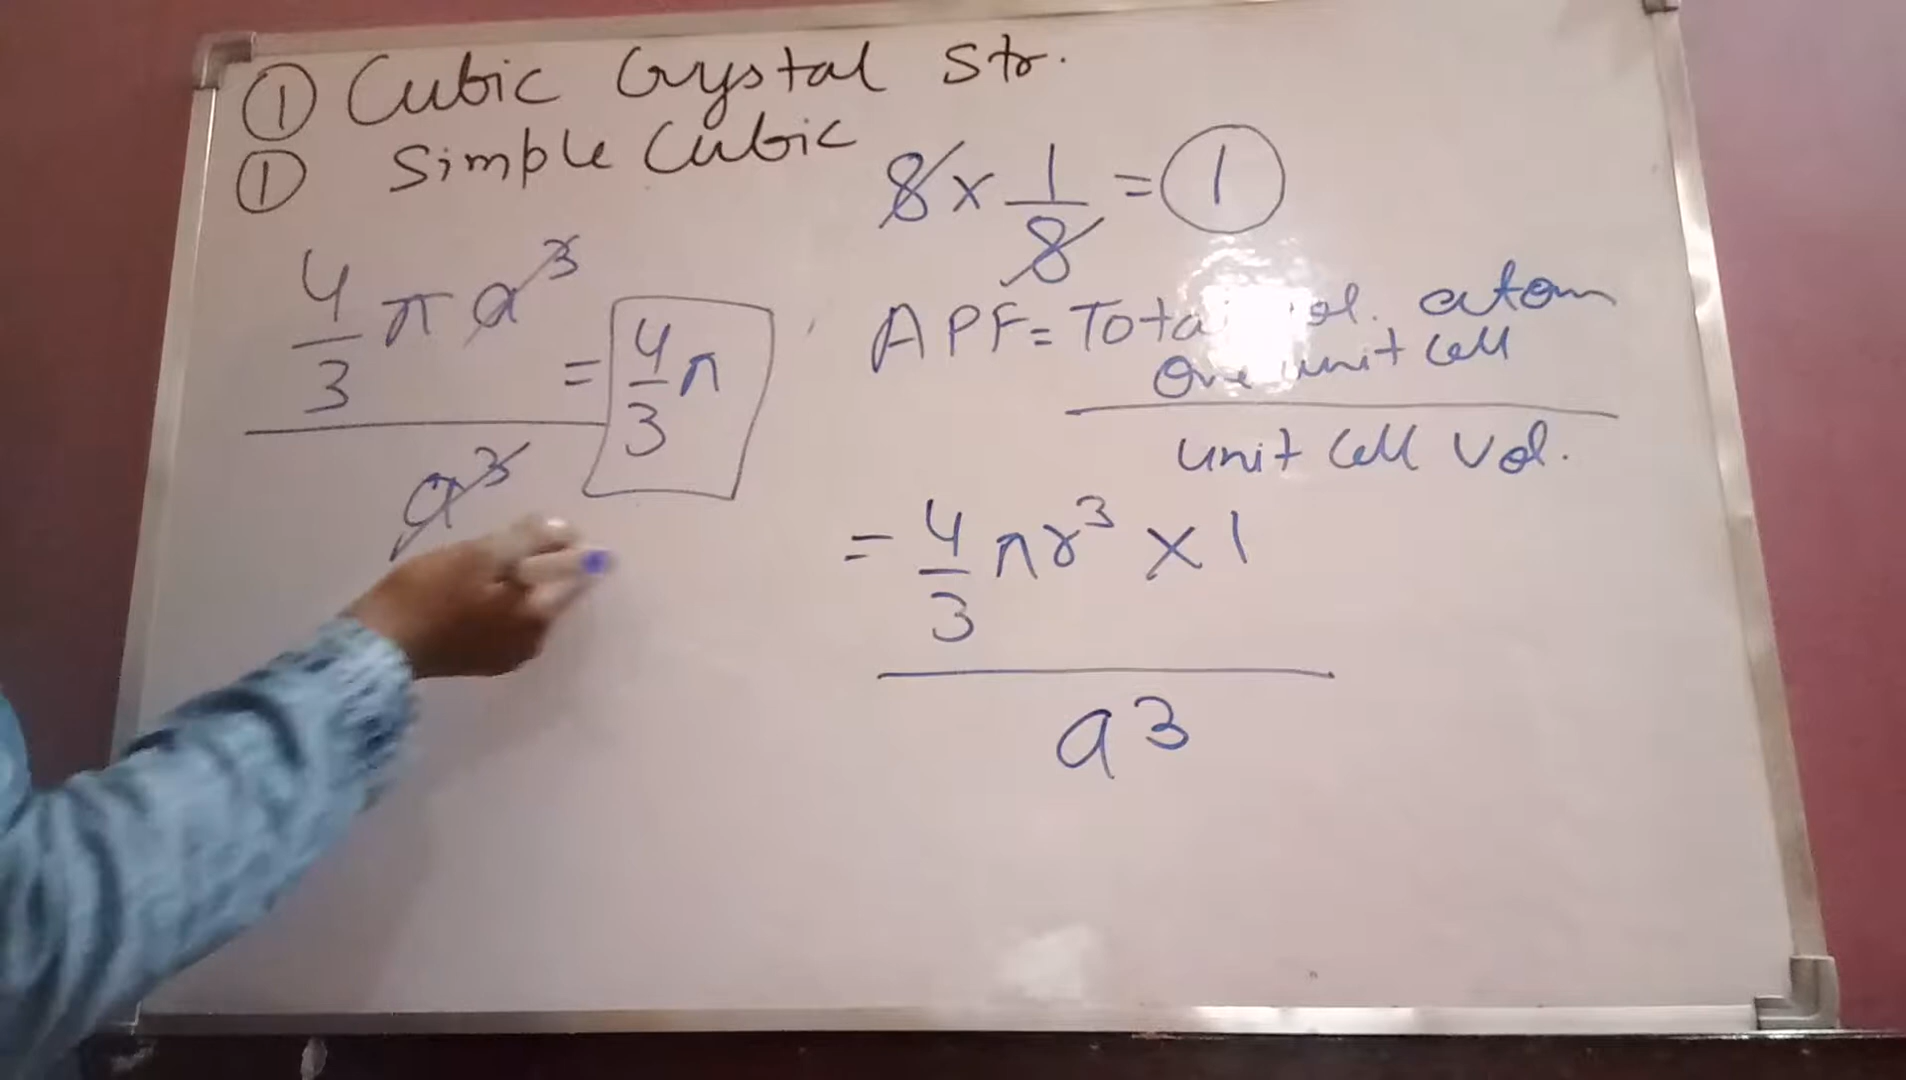 ① Cubic Crystal Str.
① Simple Cubic
8 × 1/8 = 1
4/3 π a³
= 4/3 π
a³
APF = Total vol. atom
One unit cell
unit cell vol.
= 4/3 πr³ × 1
a³